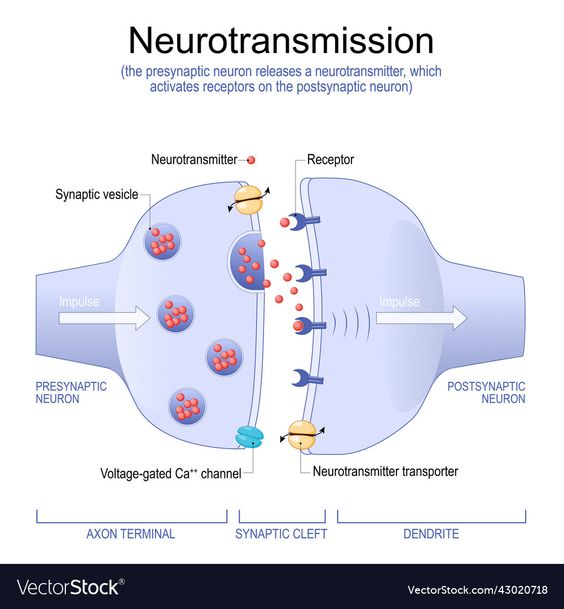 Neurotransmission
(the presynaptic neuron releases a neurotransmitter, which
activates receptors on the postsynaptic neuron)
Neurotransmitter
Receptor
Synaptic vesicle
Impulse
Impulse
PRESYNAPTIC
NEURON
POSTSYNAPTIC
NEURON
Voltage-gated Ca⁺⁺ channel
Neurotransmitter transporter
AXON TERMINAL
SYNAPTIC CLEFT
DENDRITE
VectorStock®
VectorStock.com/43020718